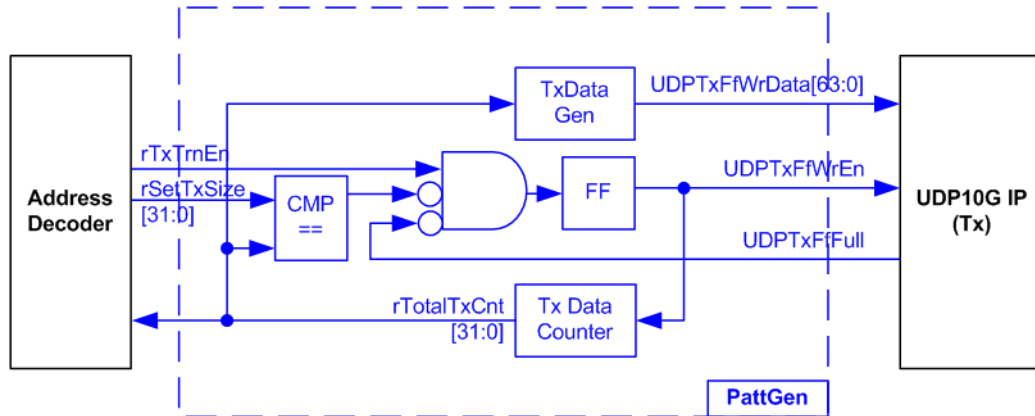 TxData
Gen
UDPTxFfWrData[63:0]
rTxTrnEn
rSetTxSize
[31:0]
Address
Decoder
CMP
==
FF
UDPTxFfWrEn
UDP10G IP
(Tx)
UDPTxFfFull
rTotalTxCnt
[31:0]
Tx Data
Counter
PattGen